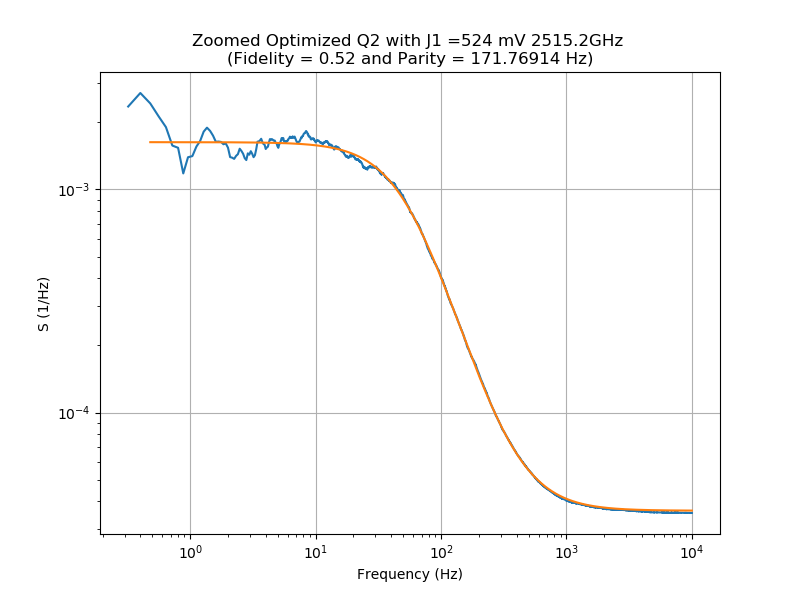 Zoomed Optimized Q2 with J1 =524 mV 2515.2GHz
(Fidelity = 0.52 and Parity = 171.76914 Hz)
S (1/Hz)
10⁻³
10⁻⁴
10⁰ 10¹ 10² 10³ 10⁴
Frequency (Hz)